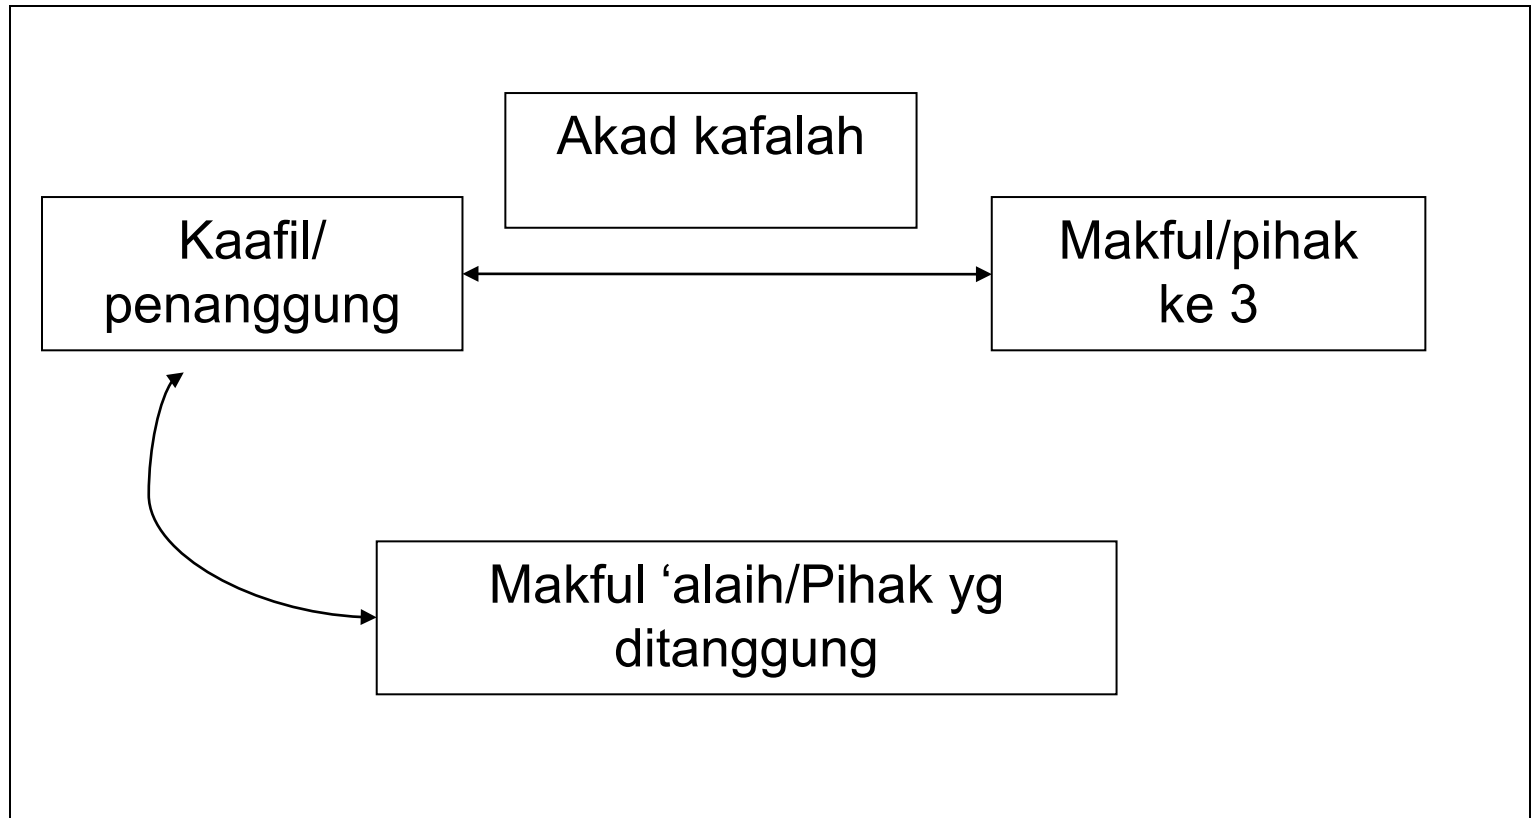 Akad kafalah
Kaafil/
penanggung
Makful/pihak
ke 3
Makful ‘alaih/Pihak yg
ditanggung